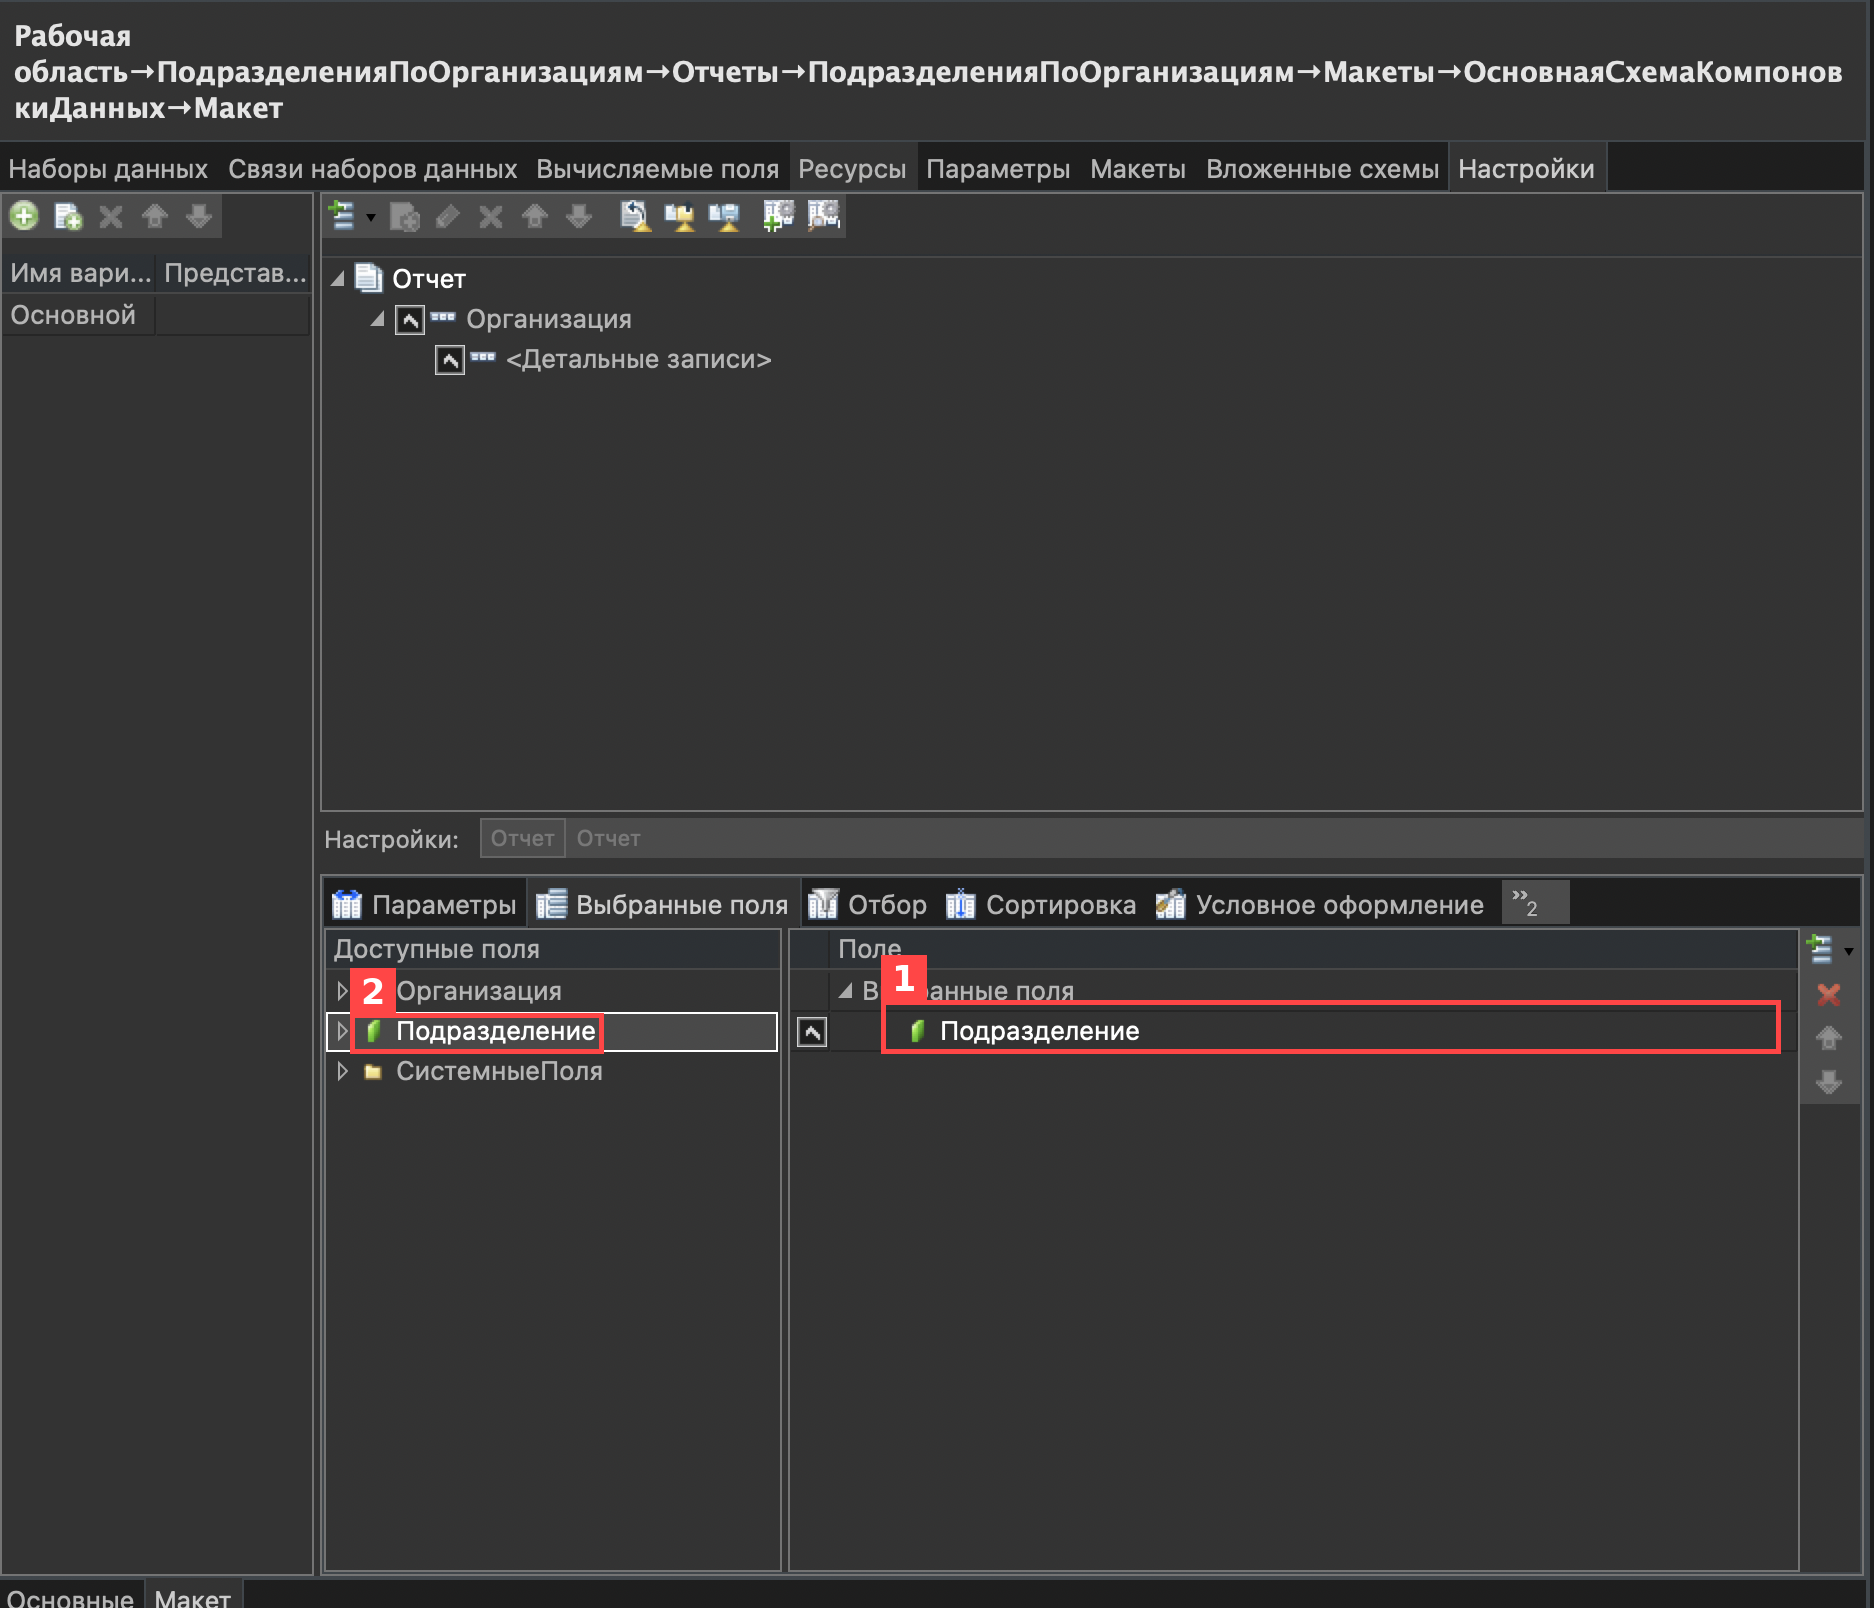 Рабочая
область→ПодразделенияПоОрганизациям→Отчеты→ПодразделенияПоОрганизациям→Макеты→ОсновнаяСхемаКомпонов
киДанных→Макет
Наборы данных Связи наборов данных Вычисляемые поля Ресурсы Параметры Макеты Вложенные схемы Настройки
Имя вари... Представ...
Основной
Отчет
Организация
<Детальные записи>
Настройки: Отчет Отчет
Параметры Выбранные поля Отбор Сортировка Условное оформление »2
Доступные поля
2 Организация
Подразделение
СистемныеПоля
Поле
1
В анные поля
Подразделение
Основные Макет